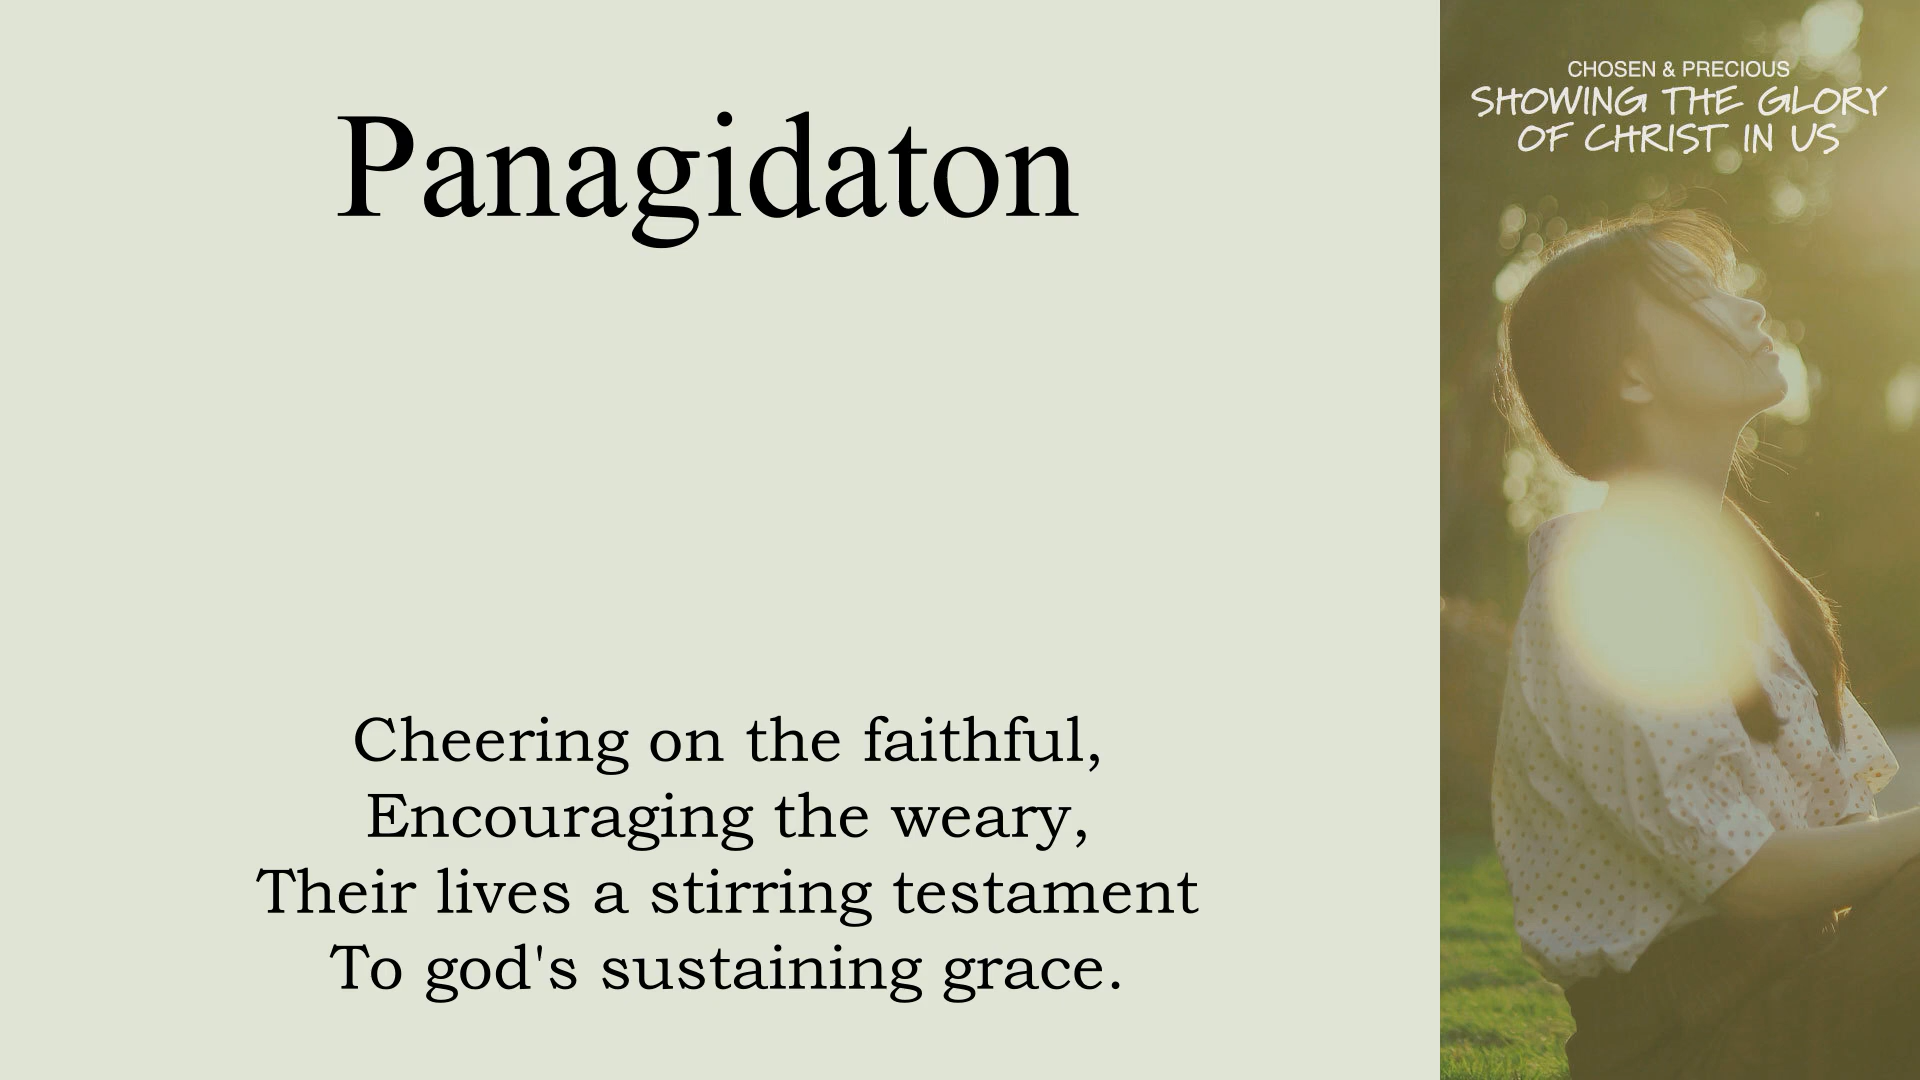 Panagidaton
Cheering on the faithful,
Encouraging the weary,
Their lives a stirring testament
To god's sustaining grace.
CHOSEN & PRECIOUS
SHOWING THE GLORY
OF CHRIST IN US